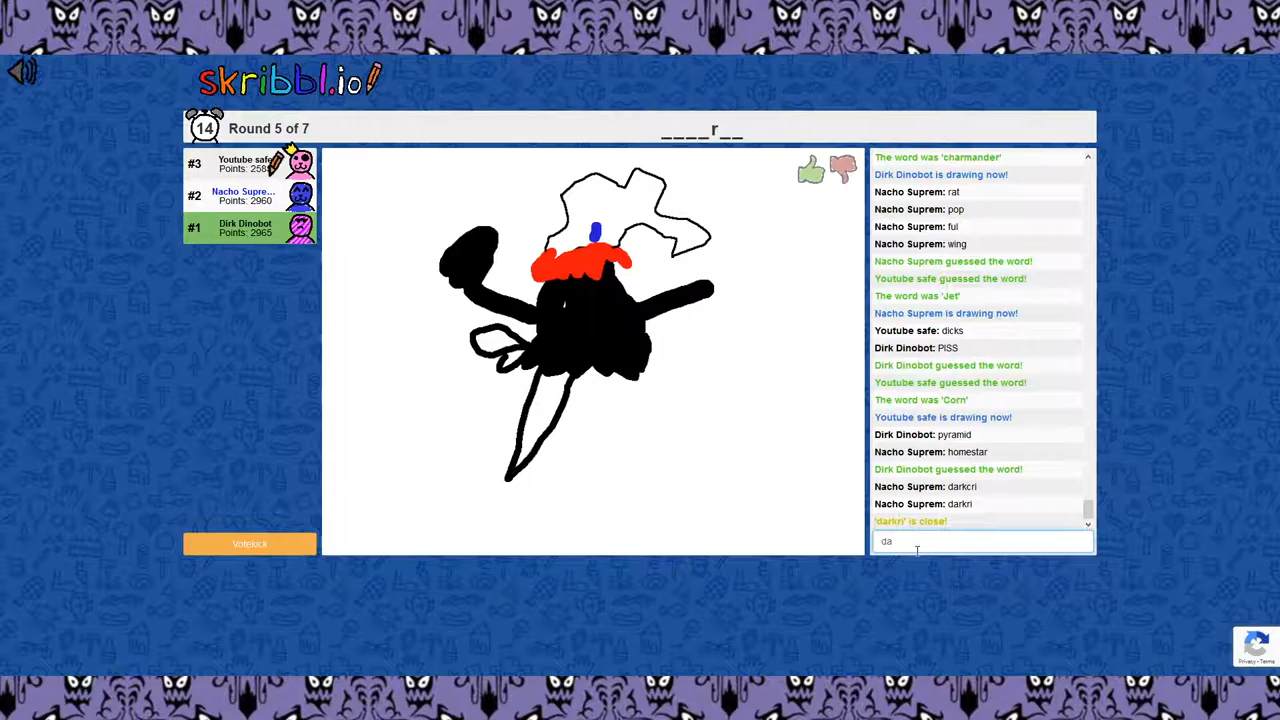 skribbl.io
14
Round 5 of 7
____r__
#3
Youtube safe
Points: 258
#2
Nacho Supre...
Points: 2960
#1
Dirk Dinobot
Points: 2965
Votekick
The word was 'charmander'
Dirk Dinobot is drawing now!
Nacho Suprem: rat
Nacho Suprem: pop
Nacho Suprem: ful
Nacho Suprem: wing
Nacho Suprem guessed the word!
Youtube safe guessed the word!
The word was 'Jet'
Nacho Suprem is drawing now!
Youtube safe: dicks
Dirk Dinobot: PISS
Dirk Dinobot guessed the word!
Youtube safe guessed the word!
The word was 'Corn'
Youtube safe is drawing now!
Dirk Dinobot: pyramid
Nacho Suprem: homestar
Dirk Dinobot guessed the word!
Nacho Suprem: darkcri
Nacho Suprem: darkri
'darkri' is close!
da
Privacy - Terms